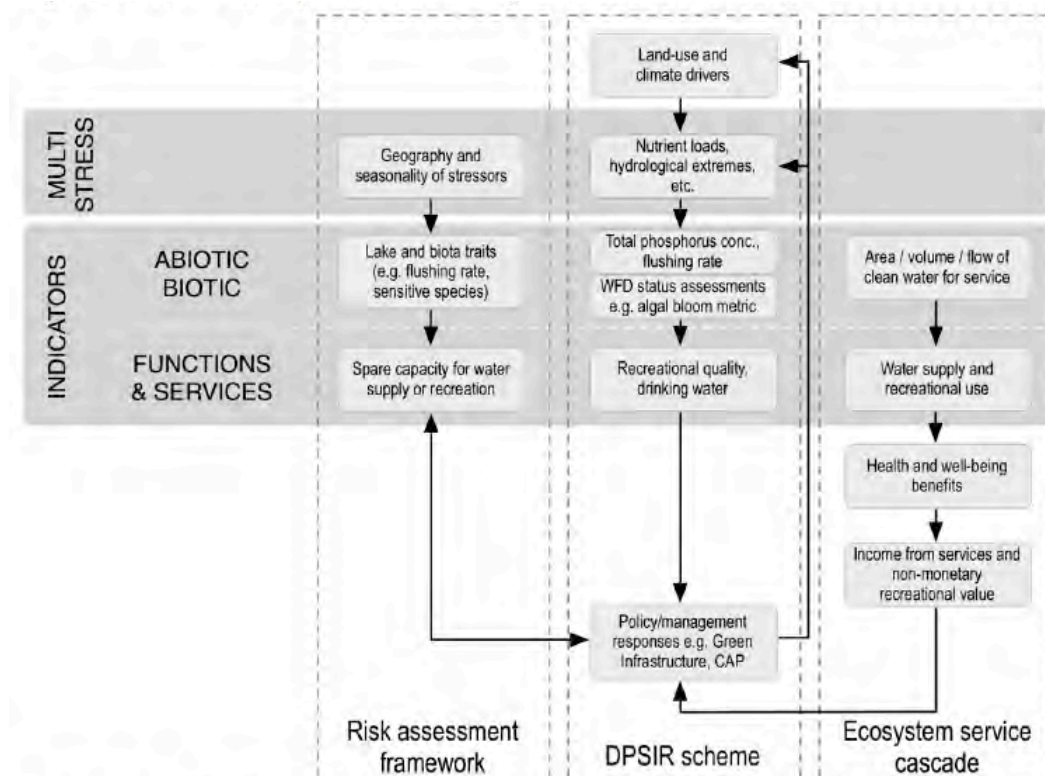 Land-use and
climate drivers
MULTI
STRESS
Geography and
seasonality of stressors
Nutrient loads,
hydrological extremes,
etc.
INDICATORS
ABIOTIC
BIOTIC
Lake and biota traits
(e.g. flushing rate,
sensitive species)
Total phosphorus conc.,
flushing rate
WFD status assessments
e.g. algal bloom metric
Area / volume / flow of
clean water for service
FUNCTIONS
& SERVICES
Spare capacity for water
supply or recreation
Recreational quality,
drinking water
Water supply and
recreational use
Health and well-being
benefits
Income from services and
non-monetary
recreational value
Policy/management
responses e.g. Green
Infrastructure, CAP
Risk assessment
framework
DPSIR scheme
Ecosystem service
cascade